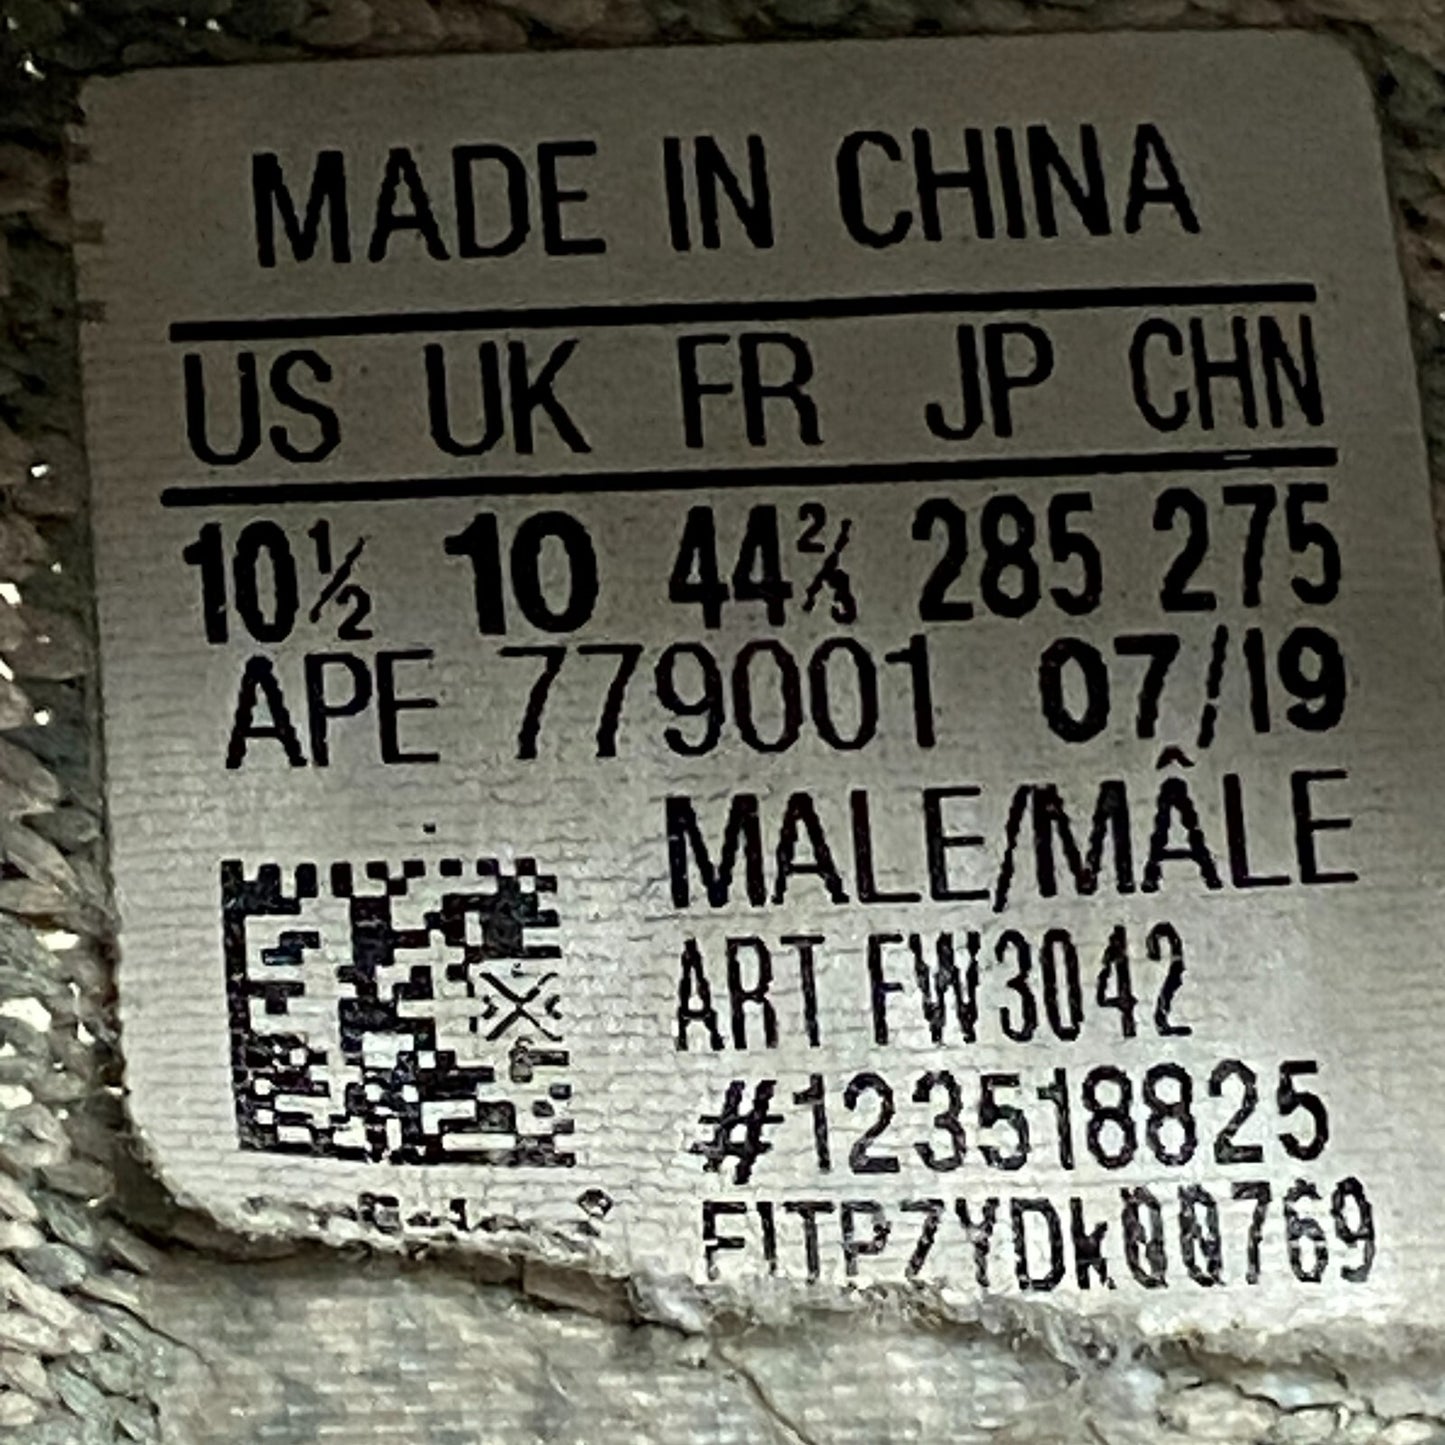 MADE IN CHINA
US UK FR JP CHN
10½ 10 44⅔ 285 275
APE 779001 07/19
MALE/MÂLE
ART FW3042
#123518825